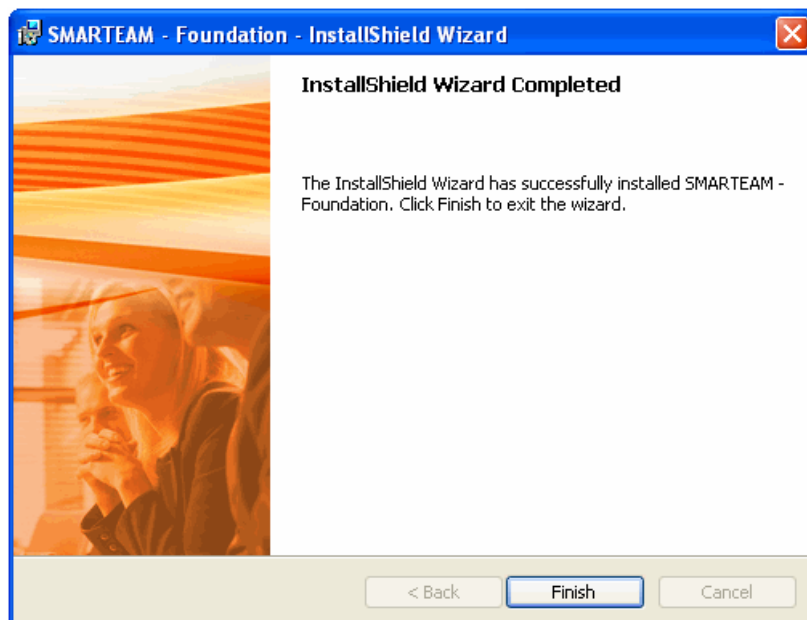 SMARTEAM - Foundation - InstallShield Wizard
InstallShield Wizard Completed
The InstallShield Wizard has successfully installed SMARTEAM -
Foundation. Click Finish to exit the wizard.
< Back
Finish
Cancel